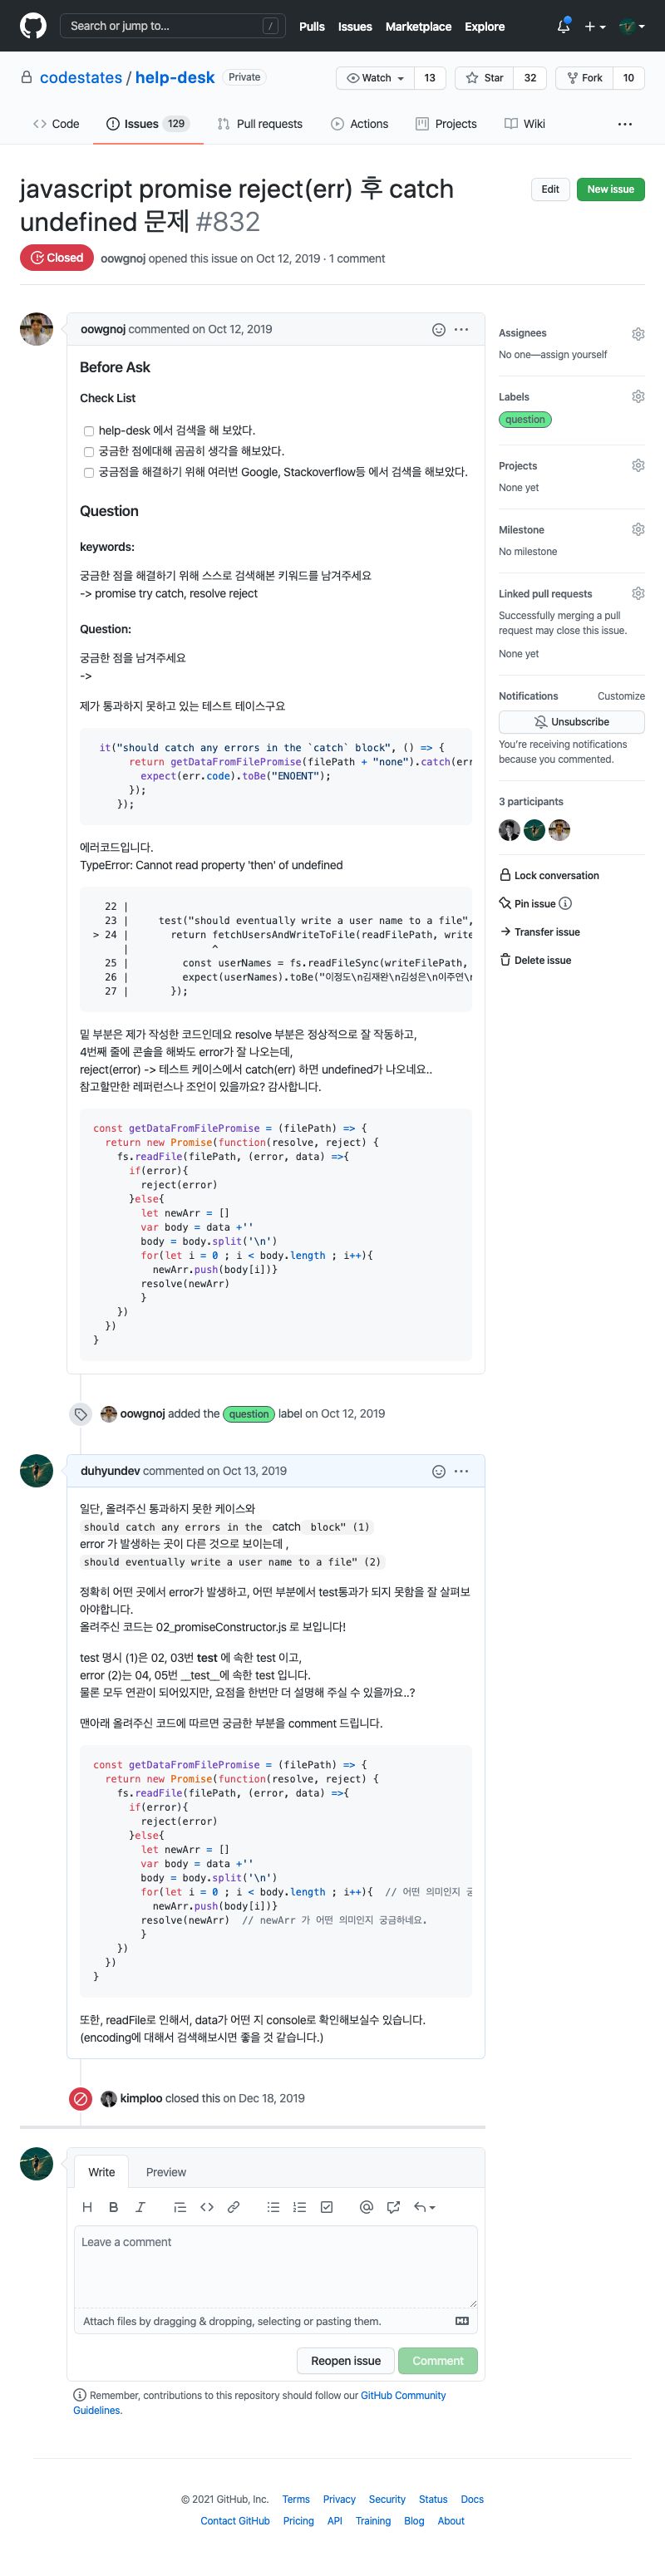 Search or jump to... /
Pulls Issues Marketplace Explore
codestates / help-desk Private
Watch 13 Star 32 Fork 10
Code Issues 129 Pull requests Actions Projects Wiki ...
javascript promise reject(err) 후 catch
undefined 문제 #832
Edit New issue
Closed oowgnoj opened this issue on Oct 12, 2019 · 1 comment
oowgnoj commented on Oct 12, 2019
Before Ask
Check List
help-desk 에서 검색을 해 보았다.
궁금한 점에대해 곰곰히 생각을 해보았다.
궁금점을 해결하기 위해 여러번 Google, Stackoverflow등 에서 검색을 해보았다.
Question
keywords:
궁금한 점을 해결하기 위해 스스로 검색해본 키워드를 남겨주세요
-> promise try catch, resolve reject
Question:
궁금한 점을 남겨주세요
->
제가 통과하지 못하고 있는 테스트 테이스구요
it("should catch any errors in the `catch` block", () => {
return getDataFromFilePromise(filePath + "none").catch(err
expect(err.code).toBe("ENOENT");
});
});
에러코드입니다.
TypeError: Cannot read property 'then' of undefined
22 |
23 | test("should eventually write a user name to a file",
> 24 | return fetchUsersAndWriteToFile(readFilePath, write
| ^
25 | const userNames = fs.readFileSync(writeFilePath,
26 | expect(userNames).toBe("이정도\n김재완\n김성은\n이주연\
27 | });
밑 부분은 제가 작성한 코드인데요 resolve 부분은 정상적으로 잘 작동하고,
4번째 줄에 콘솔을 해봐도 error가 잘 나오는데,
reject(error) -> 테스트 케이스에서 catch(err) 하면 undefined가 나오네요..
참고할만한 레퍼런스나 조언이 있을까요? 감사합니다.
const getDataFromFilePromise = (filePath) => {
return new Promise(function(resolve, reject) {
fs.readFile(filePath, (error, data) =>{
if(error){
reject(error)
}else{
let newArr = []
var body = data +''
body = body.split('\n')
for(let i = 0 ; i < body.length ; i++){
newArr.push(body[i])}
resolve(newArr)
}
})
})
}
oowgnoj added the question label on Oct 12, 2019
duhyundev commented on Oct 13, 2019
일단, 올려주신 통과하지 못한 케이스와
should catch any errors in the catch block" (1)
error 가 발생하는 곳이 다른 것으로 보이는데 ,
should eventually write a user name to a file" (2)
정확히 어떤 곳에서 error가 발생하고, 어떤 부분에서 test통과가 되지 못함을 잘 살펴보
아야합니다.
올려주신 코드는 02_promiseConstructor.js 로 보입니다!
test 명시 (1)은 02, 03번 test 에 속한 test 이고,
error (2)는 04, 05번 __test__에 속한 test 입니다.
물론 모두 연관이 되어있지만, 요점을 한번만 더 설명해 주실 수 있을까요..?
맨아래 올려주신 코드에 따르면 궁금한 부분을 comment 드립니다.
const getDataFromFilePromise = (filePath) => {
return new Promise(function(resolve, reject) {
fs.readFile(filePath, (error, data) =>{
if(error){
reject(error)
}else{
let newArr = []
var body = data +''
body = body.split('\n')
for(let i = 0 ; i < body.length ; i++){ // 어떤 의미인지
newArr.push(body[i])}
resolve(newArr) // newArr 가 어떤 의미인지 궁금하네요.
}
})
})
}
또한, readFile로 인해서, data가 어떤 지 console로 확인해보실수 있습니다.
(encoding에 대해서 검색해보시면 좋을 것 같습니다.)
kimploo closed this on Dec 18, 2019
Write Preview
H B I
Leave a comment
Attach files by dragging & dropping, selecting or pasting them.
Reopen issue Comment
Remember, contributions to this repository should follow our GitHub Community
Guidelines.
Assignees
No one—assign yourself
Labels
question
Projects
None yet
Milestone
No milestone
Linked pull requests
Successfully merging a pull
request may close this issue.
None yet
Notifications Customize
Unsubscribe
You're receiving notifications
because you commented.
3 participants
Lock conversation
Pin issue
Transfer issue
Delete issue
© 2021 GitHub, Inc. Terms Privacy Security Status Docs
Contact GitHub Pricing API Training Blog About